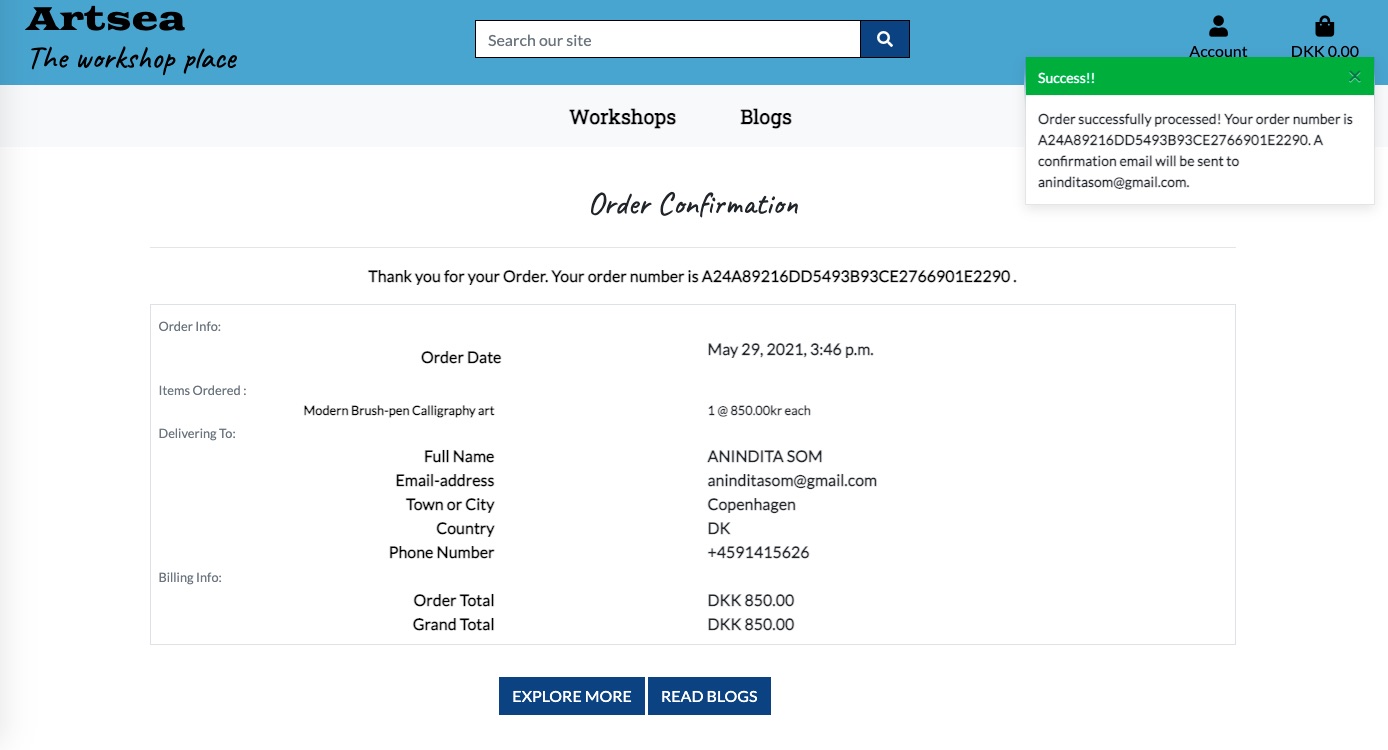 Artsea
The workshop place
Search our site
Account
DKK 0.00
Workshops
Blogs
Success!!
×
Order successfully processed! Your order number is
A24A89216DD5493B93CE2766901E2290. A
confirmation email will be sent to
aninditasom@gmail.com.
Order Confirmation
Thank you for your Order. Your order number is A24A89216DD5493B93CE2766901E2290 .
Order Info:
Order Date May 29, 2021, 3:46 p.m.
Items Ordered :
Modern Brush-pen Calligraphy art 1 @ 850.00kr each
Delivering To:
Full Name ANINDITA SOM
Email-address aninditasom@gmail.com
Town or City Copenhagen
Country DK
Phone Number +4591415626
Billing Info:
Order Total DKK 850.00
Grand Total DKK 850.00
EXPLORE MORE READ BLOGS